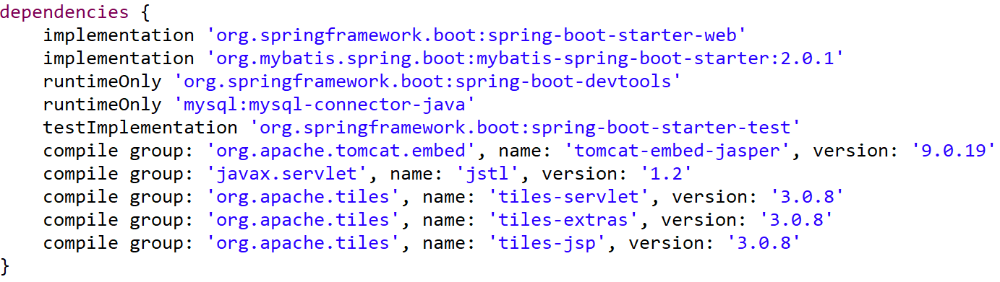 dependencies {
    implementation 'org.springframework.boot:spring-boot-starter-web'
    implementation 'org.mybatis.spring.boot:mybatis-spring-boot-starter:2.0.1'
    runtimeOnly 'org.springframework.boot:spring-boot-devtools'
    runtimeOnly 'mysql:mysql-connector-java'
    testImplementation 'org.springframework.boot:spring-boot-starter-test'
    compile group: 'org.apache.tomcat.embed', name: 'tomcat-embed-jasper', version: '9.0.19'
    compile group: 'javax.servlet', name: 'jstl', version: '1.2'
    compile group: 'org.apache.tiles', name: 'tiles-servlet', version: '3.0.8'
    compile group: 'org.apache.tiles', name: 'tiles-extras', version: '3.0.8'
    compile group: 'org.apache.tiles', name: 'tiles-jsp', version: '3.0.8'
}